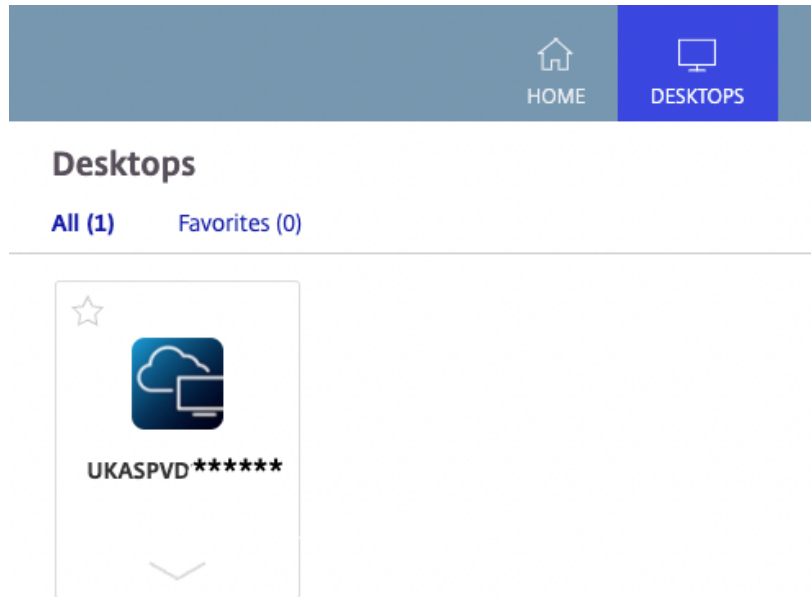 HOME
DESKTOPS
Desktops
All (1)
Favorites (0)
UKASPVD******